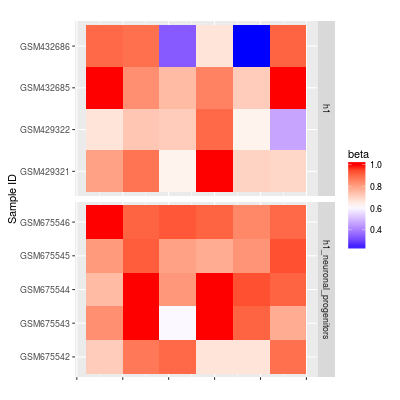 GSM432686
GSM432685
GSM429322
GSM429321
h1
GSM675546
GSM675545
GSM675544
GSM675543
GSM675542
h1_neuronal_progenitors
Sample ID
beta
1.0
0.8
0.6
0.4